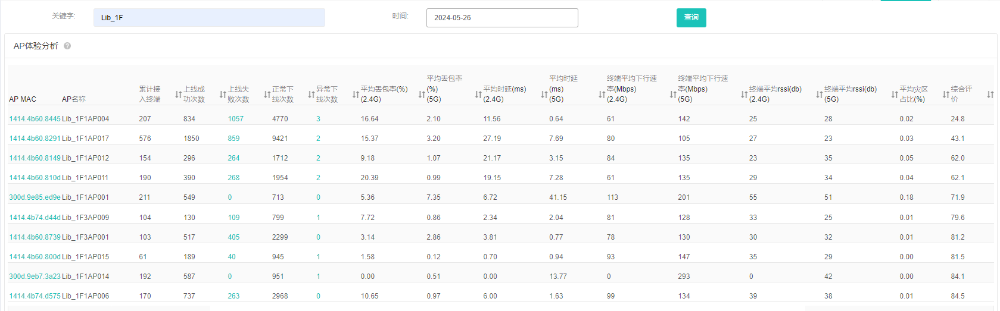 关键字: Lib_1F 时间: 2024-05-26 查询
AP体验分析 ?
AP MAC AP名称 累计接入终端 上线成功次数 上线失败次数 正常下线次数 异常下线次数 平均丢包率(%)(2.4G) 平均丢包率(%)(5G) 平均时延(ms)(2.4G) 平均时延(ms)(5G) 终端平均下行速率(Mbps)(2.4G) 终端平均下行速率(Mbps)(5G) 终端平均rssi(db)(2.4G) 终端平均rssi(db)(5G) 平均灾区占比(%) 综合评价
1414.4b60.8445 Lib_1F1AP004 207 834 1057 4770 3 16.64 2.10 11.56 0.64 61 142 25 28 0.02 24.8
1414.4b60.8291 Lib_1F1AP017 576 1850 859 9421 2 15.37 3.20 27.19 7.69 80 105 27 23 0.03 43.1
1414.4b60.8149 Lib_1F1AP012 154 296 264 1712 2 9.18 1.07 21.17 3.15 84 135 23 35 0.05 62.0
1414.4b60.810d Lib_1F1AP011 190 390 268 1954 2 20.39 0.99 19.15 7.28 61 135 29 34 0.04 62.1
300d.9e85.ed9e Lib_1F1AP001 211 549 0 713 0 5.36 7.35 6.72 41.15 113 201 55 51 0.18 71.9
1414.4b74.d44d Lib_1F3AP009 104 130 109 799 1 7.72 0.86 2.34 2.04 81 128 33 25 0.01 79.6
1414.4b60.8739 Lib_1F3AP001 103 517 405 2299 0 3.14 2.86 3.81 0.77 78 130 30 32 0.01 81.2
1414.4b60.800d Lib_1F1AP015 61 189 40 945 1 1.58 0.12 0.70 0.94 93 147 35 29 0.00 81.5
300d.9eb7.3a23 Lib_1F1AP014 192 587 0 951 1 0.00 0.51 0.00 13.77 0 293 0 42 0.00 84.1
1414.4b74.d575 Lib_1F1AP006 170 737 263 2968 0 10.65 0.97 6.00 1.63 99 134 39 38 0.01 84.5